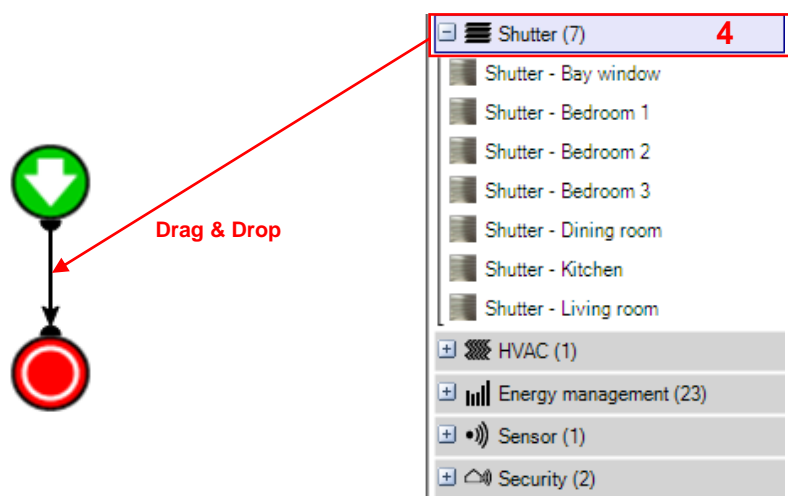 Shutter (7) 4
Shutter - Bay window
Shutter - Bedroom 1
Shutter - Bedroom 2
Shutter - Bedroom 3
Drag & Drop
Shutter - Dining room
Shutter - Kitchen
Shutter - Living room
HVAC (1)
Energy management (23)
Sensor (1)
Security (2)